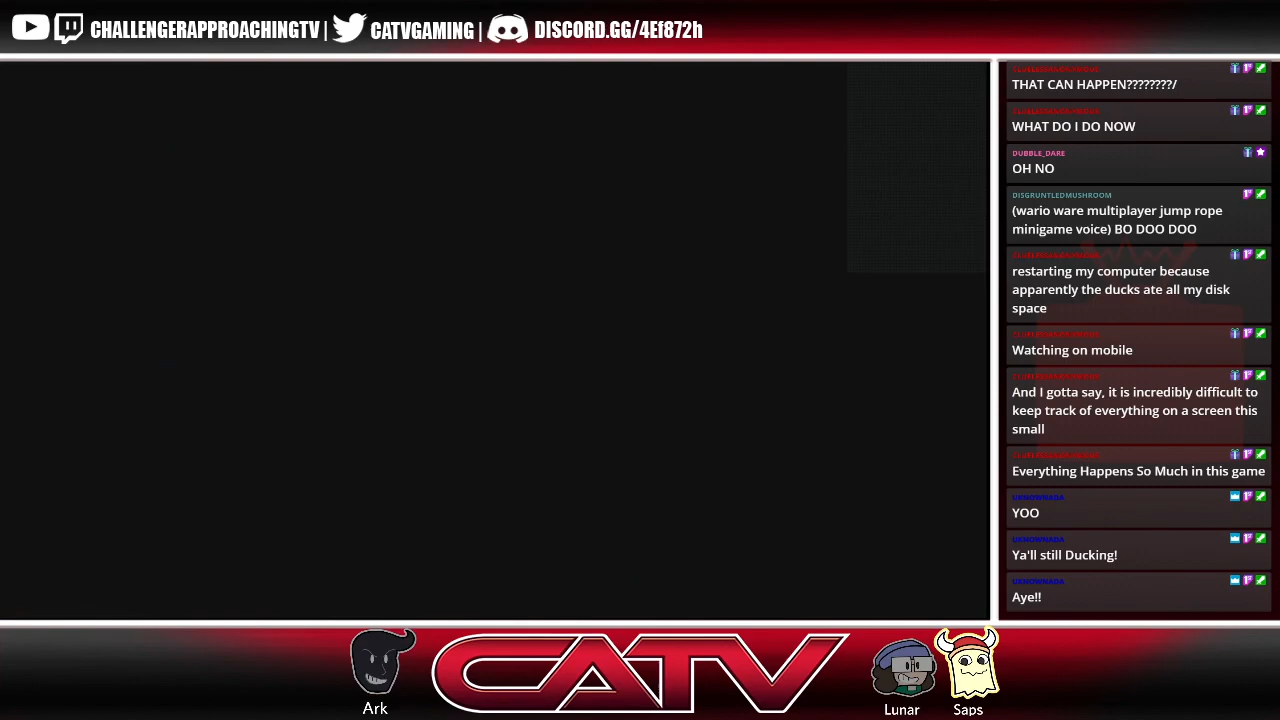 CHALLENGERAPPROACHINGTV | CATVGAMING | DISCORD.GG/4Ef872h
THAT CAN HAPPEN????????/
WHAT DO I DO NOW
DUBBLE_DARE
OH NO
DISGRUNTLEDMUSHROOM
(wario ware multiplayer jump rope
minigame voice) BO DOO DOO
restarting my computer because
apparently the ducks ate all my disk
space
Watching on mobile
And I gotta say, it is incredibly difficult to
keep track of everything on a screen this
small
Everything Happens So Much in this game
UKNOWNADA
YOO
UKNOWNADA
Ya'll still Ducking!
UKNOWNADA
Aye!!
CATV
Ark
Lunar
Saps